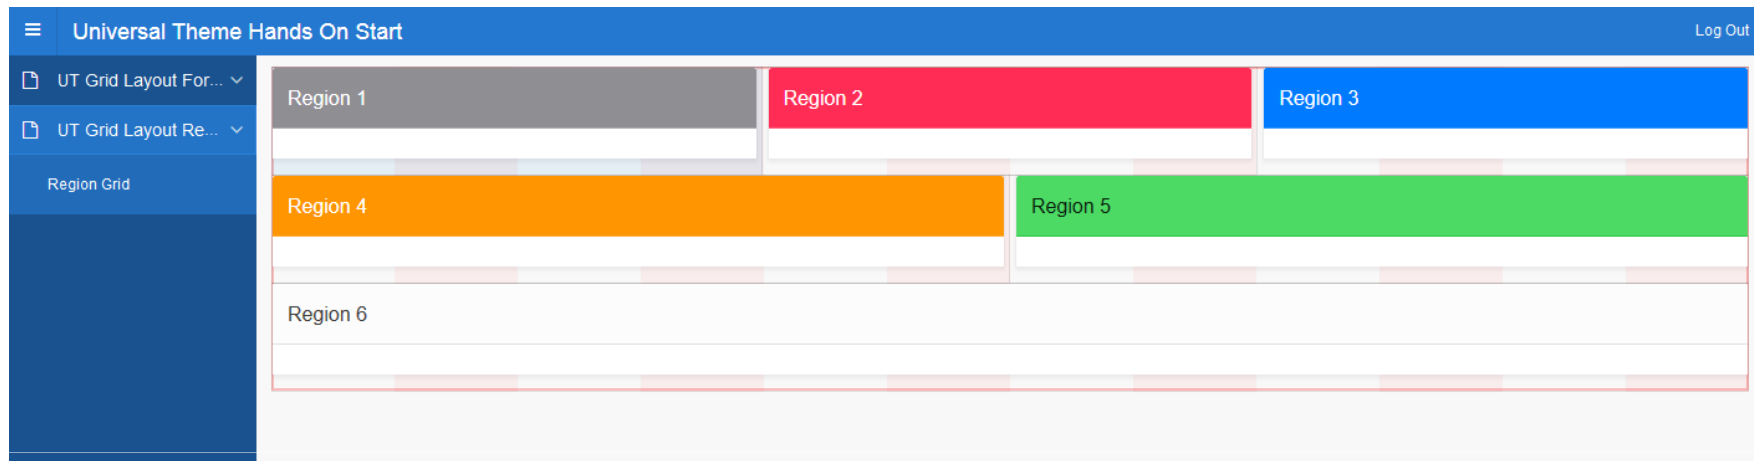 Universal Theme Hands On Start
Log Out
UT Grid Layout For...
UT Grid Layout Re...
Region Grid
Region 1
Region 2
Region 3
Region 4
Region 5
Region 6